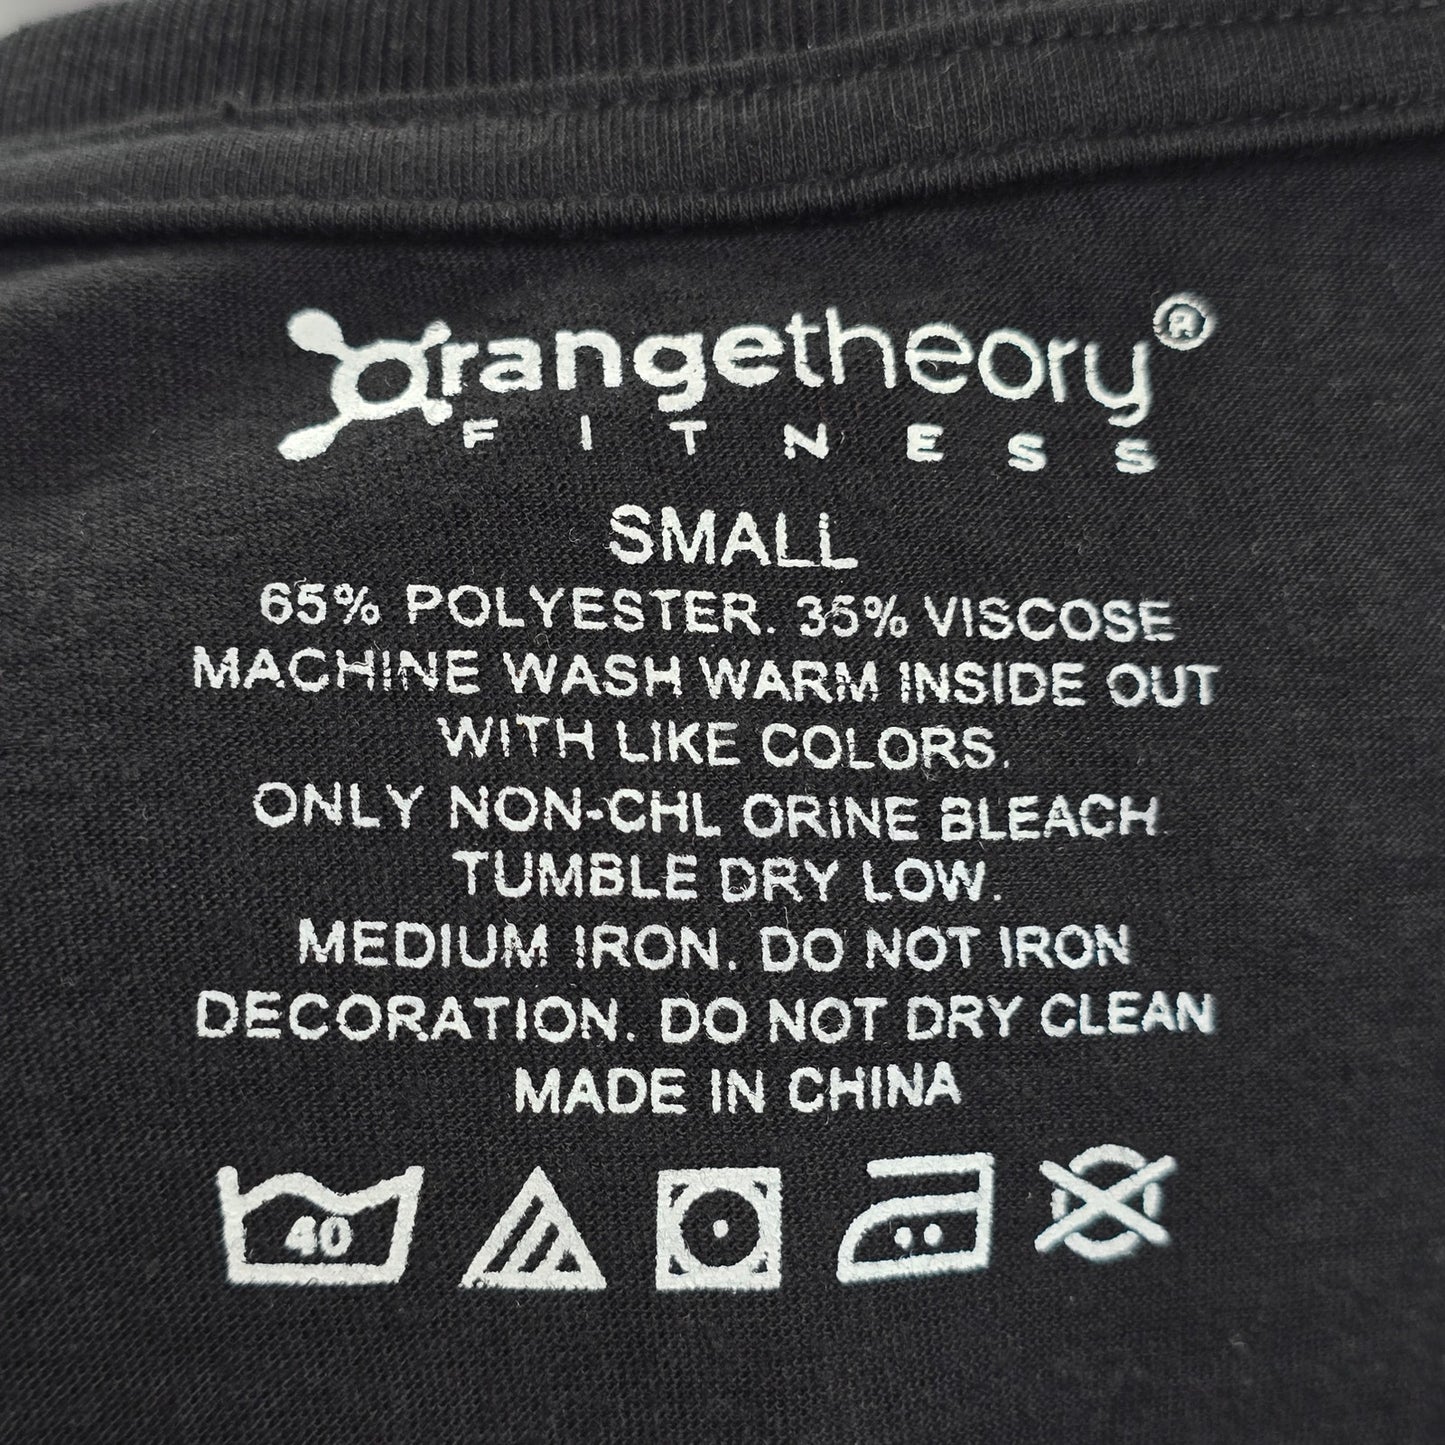 orangetheory®
FITNESS
SMALL
65% POLYESTER. 35% VISCOSE
MACHINE WASH WARM INSIDE OUT
WITH LIKE COLORS.
ONLY NON-CHL ORINE BLEACH
TUMBLE DRY LOW.
MEDIUM IRON. DO NOT IRON
DECORATION. DO NOT DRY CLEAN
MADE IN CHINA
40